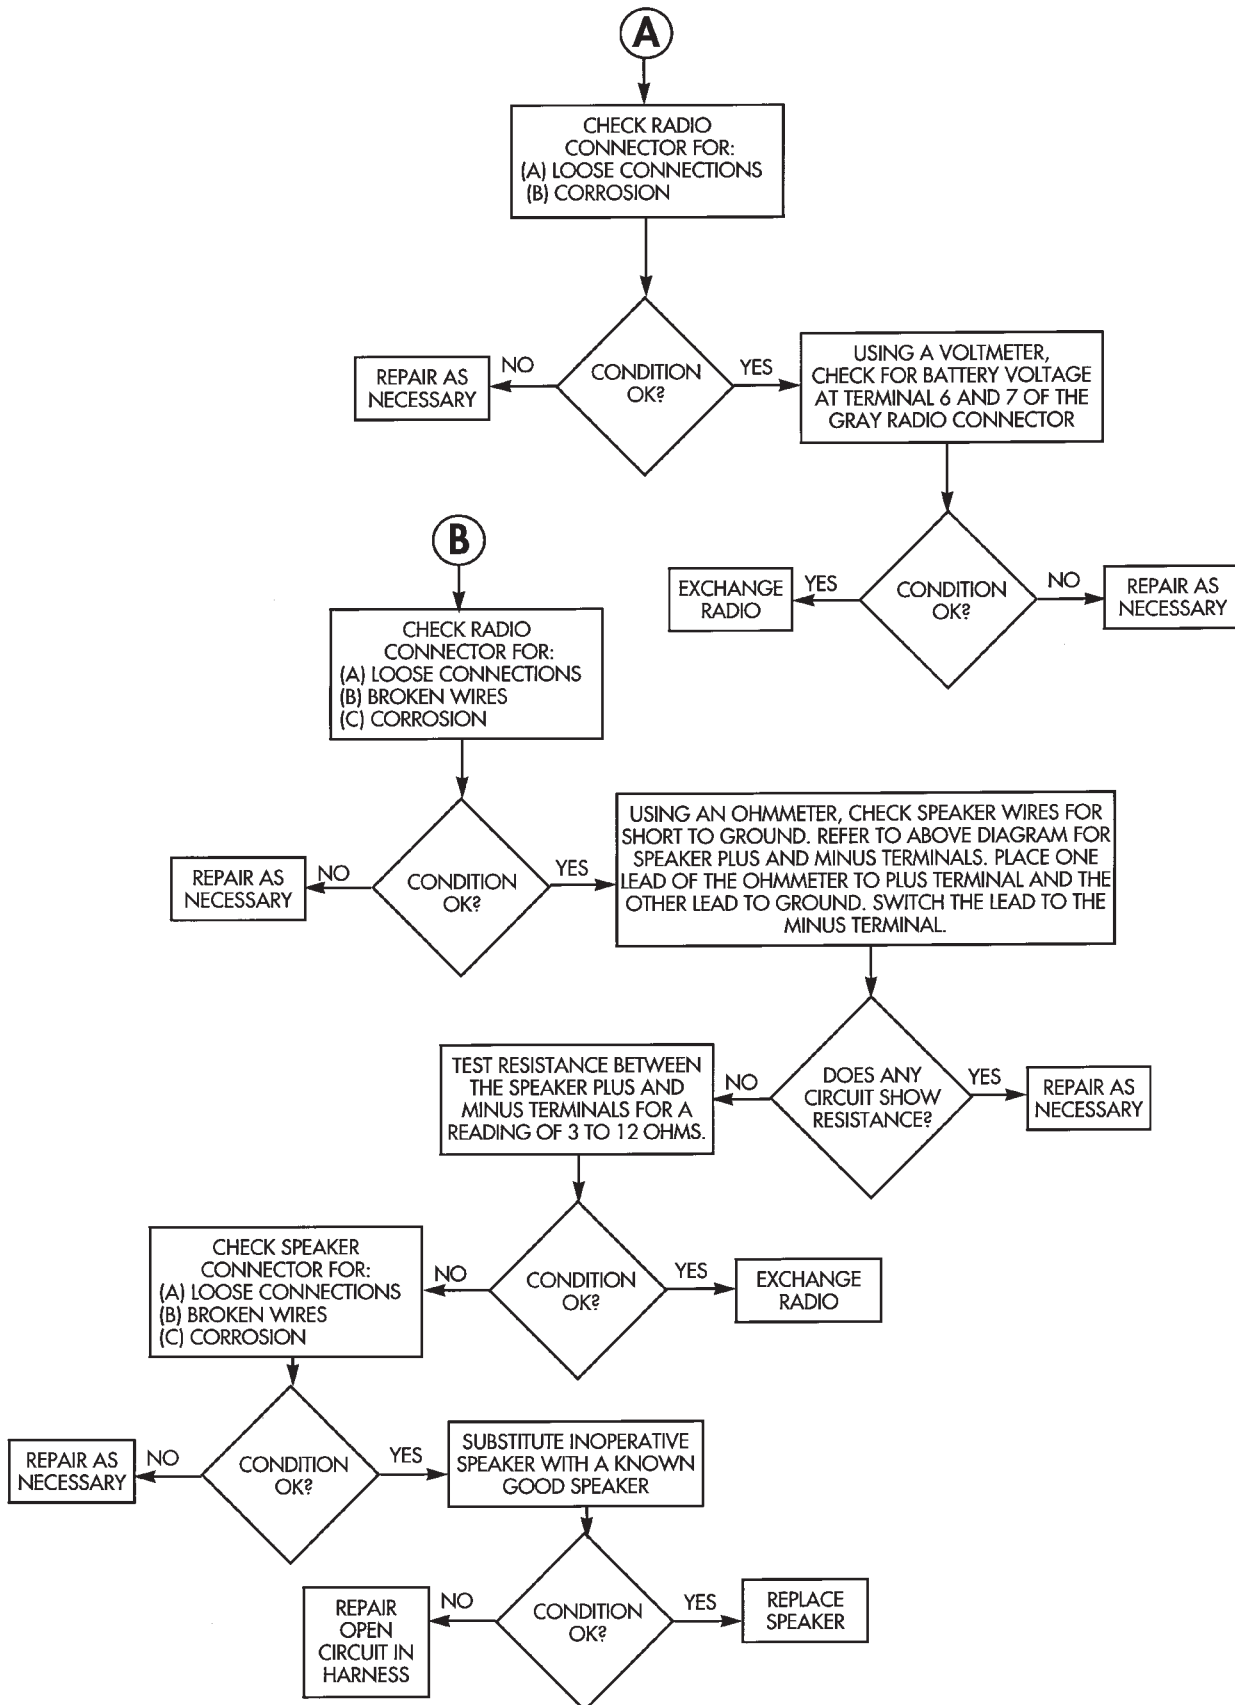 A
CHECK RADIO
CONNECTOR FOR:
(A) LOOSE CONNECTIONS
(B) CORROSION
CONDITION
OK?
NO
REPAIR AS
NECESSARY
YES
USING A VOLTMETER,
CHECK FOR BATTERY VOLTAGE
AT TERMINAL 6 AND 7 OF THE
GRAY RADIO CONNECTOR
CONDITION
OK?
YES
EXCHANGE
RADIO
NO
REPAIR AS
NECESSARY
B
CHECK RADIO
CONNECTOR FOR:
(A) LOOSE CONNECTIONS
(B) BROKEN WIRES
(C) CORROSION
CONDITION
OK?
NO
REPAIR AS
NECESSARY
YES
USING AN OHMMETER, CHECK SPEAKER WIRES FOR
SHORT TO GROUND. REFER TO ABOVE DIAGRAM FOR
SPEAKER PLUS AND MINUS TERMINALS. PLACE ONE
LEAD OF THE OHMMETER TO PLUS TERMINAL AND THE
OTHER LEAD TO GROUND. SWITCH THE LEAD TO THE
MINUS TERMINAL.
DOES ANY
CIRCUIT SHOW
RESISTANCE?
YES
REPAIR AS
NECESSARY
NO
TEST RESISTANCE BETWEEN
THE SPEAKER PLUS AND
MINUS TERMINALS FOR A
READING OF 3 TO 12 OHMS.
CONDITION
OK?
YES
EXCHANGE
RADIO
NO
CHECK SPEAKER
CONNECTOR FOR:
(A) LOOSE CONNECTIONS
(B) BROKEN WIRES
(C) CORROSION
CONDITION
OK?
NO
REPAIR AS
NECESSARY
YES
SUBSTITUTE INOPERATIVE
SPEAKER WITH A KNOWN
GOOD SPEAKER
CONDITION
OK?
NO
REPAIR
OPEN
CIRCUIT IN
HARNESS
YES
REPLACE
SPEAKER